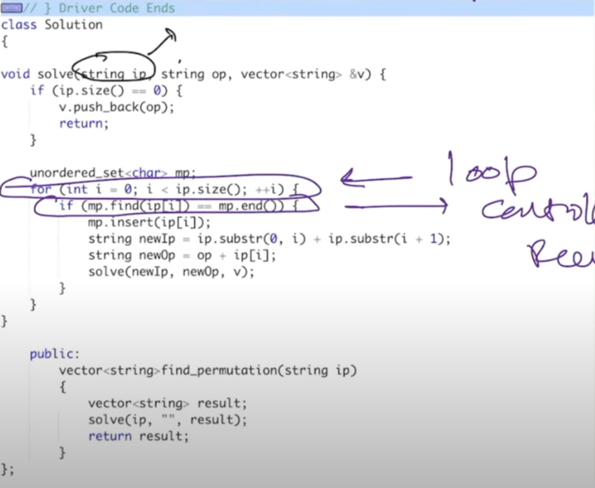 // } Driver Code Ends
class Solution
{
void solve(string ip, string op, vector<string> &v) {
if (ip.size() == 0) {
v.push_back(op);
return;
}
unordered_set<char> mp;
for (int i = 0; i < ip.size(); ++i) {
if (mp.find(ip[i]) == mp.end()) {
mp.insert(ip[i]);
string newIp = ip.substr(0, i) + ip.substr(i + 1);
string newOp = op + ip[i];
solve(newIp, newOp, v);
}
}
}
loop
public:
vector<string>find_permutation(string ip)
{
vector<string> result;
solve(ip, "", result);
return result;
}
};